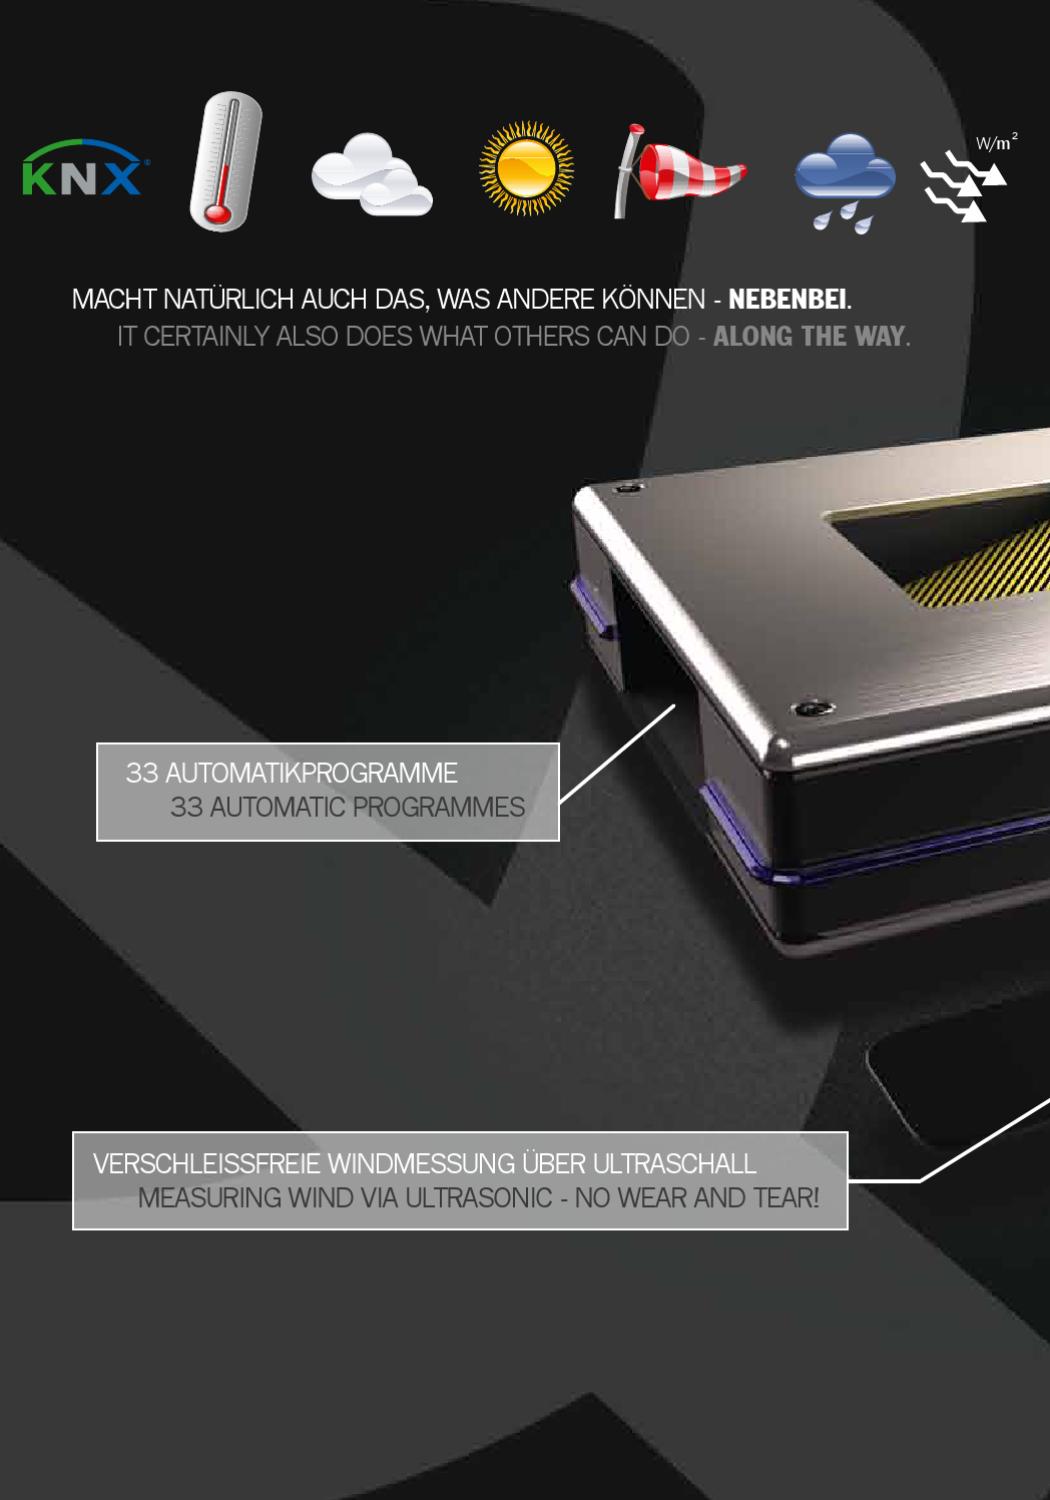 KNX®
W/m²
MACHT NATÜRLICH AUCH DAS, WAS ANDERE KÖNNEN - NEBENBEI.
IT CERTAINLY ALSO DOES WHAT OTHERS CAN DO - ALONG THE WAY.
33 AUTOMATIKPROGRAMME
33 AUTOMATIC PROGRAMMES
VERSCHLEISSFREIE WINDMESSUNG ÜBER ULTRASCHALL
MEASURING WIND VIA ULTRASONIC - NO WEAR AND TEAR!